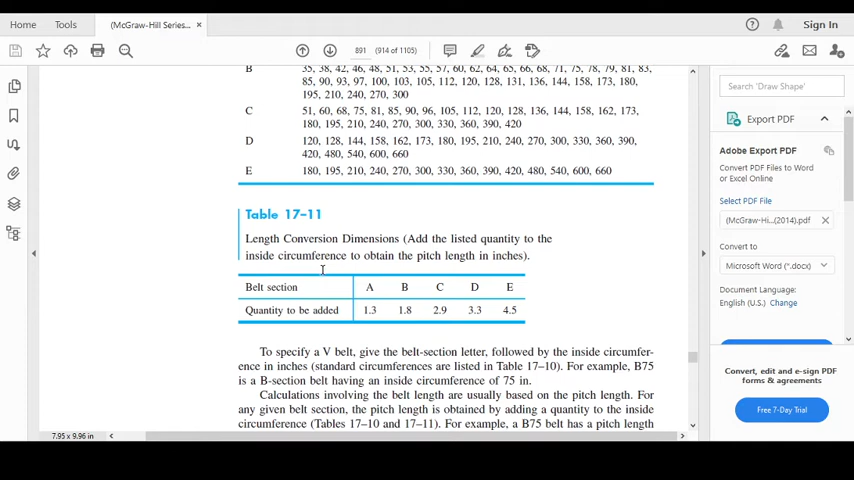 Home Tools (McGraw-Hill Series... × Sign In
891 (914 of 1105)
B 35, 38, 42, 46, 48, 51, 53, 55, 57, 60, 62, 64, 65, 66, 68, 71, 75, 78, 79, 81, 83,
85, 90, 93, 97, 100, 103, 105, 112, 120, 128, 131, 136, 144, 158, 173, 180,
195, 210, 240, 270, 300
C 51, 60, 68, 75, 81, 85, 90, 96, 105, 112, 120, 128, 136, 144, 158, 162, 173,
180, 195, 210, 240, 270, 300, 330, 360, 390, 420
D 120, 128, 144, 158, 162, 173, 180, 195, 210, 240, 270, 300, 330, 360, 390,
420, 480, 540, 600, 660
E 180, 195, 210, 240, 270, 300, 330, 360, 390, 420, 480, 540, 600, 660
Table 17–11
Length Conversion Dimensions (Add the listed quantity to the
inside circumference to obtain the pitch length in inches).
Belt section A B C D E
Quantity to be added 1.3 1.8 2.9 3.3 4.5
To specify a V belt, give the belt-section letter, followed by the inside circumfer-
ence in inches (standard circumferences are listed in Table 17–10). For example, B75
is a B-section belt having an inside circumference of 75 in.
Calculations involving the belt length are usually based on the pitch length. For
any given belt section, the pitch length is obtained by adding a quantity to the inside
circumference (Tables 17–10 and 17–11). For example, a B75 belt has a pitch length
7.95 x 9.96 in
Search 'Draw Shape'
Export PDF
Adobe Export PDF
Convert PDF Files to Word
or Excel Online
Select PDF File
(McGraw-Hi...(2014).pdf ×
Convert to
Microsoft Word (*.docx)
Document Language:
English (U.S.) Change
Convert, edit and e-sign PDF
forms & agreements
Free 7-Day Trial